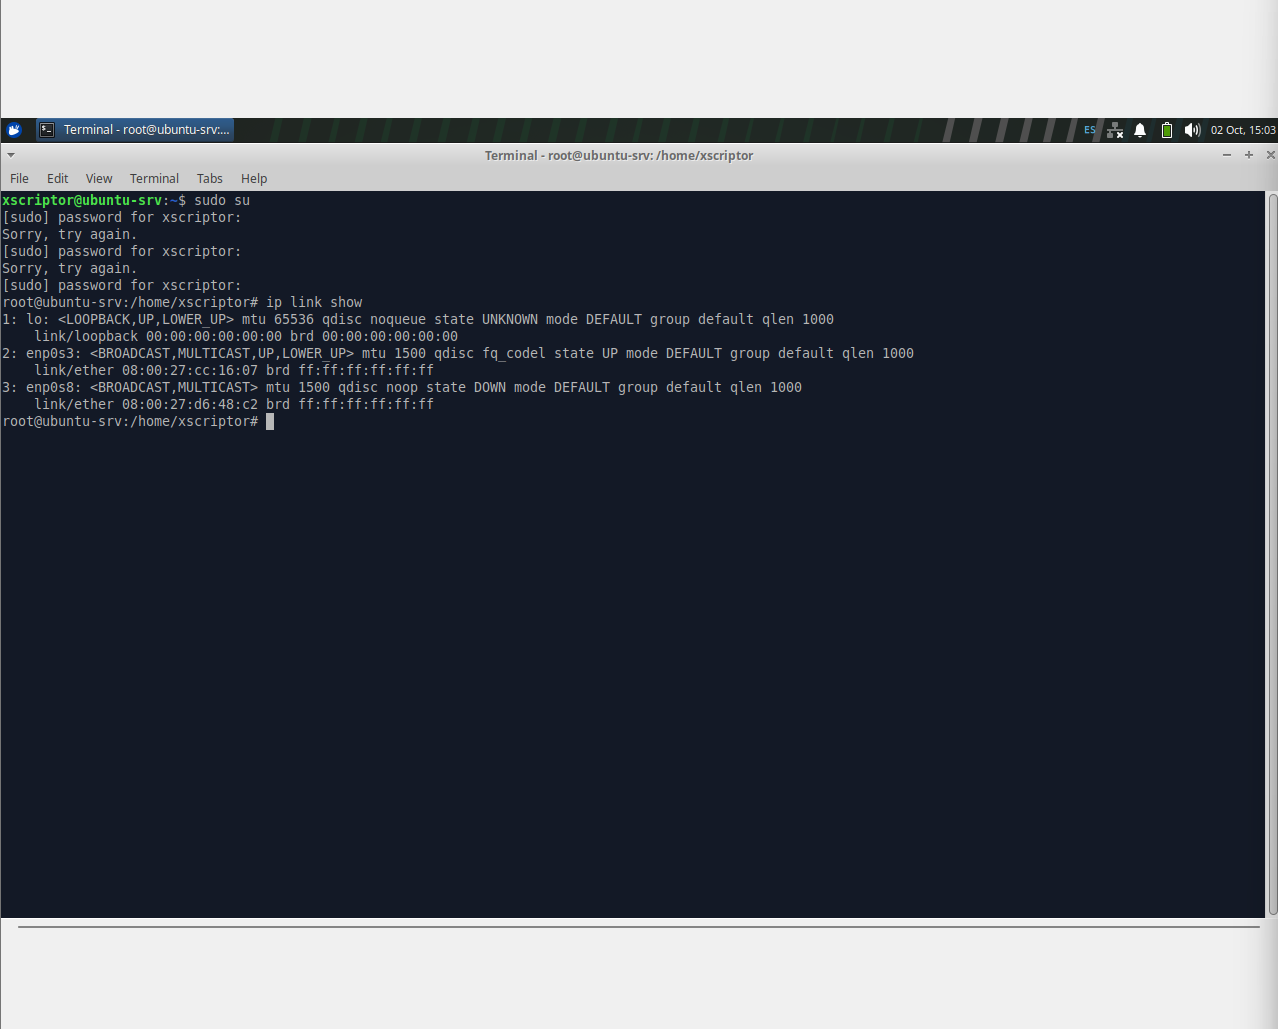 Terminal - root@ubuntu-srv:...
ES
02 Oct, 15:03
Terminal - root@ubuntu-srv: /home/xscriptor
File Edit View Terminal Tabs Help
xscriptor@ubuntu-srv:~$ sudo su
[sudo] password for xscriptor:
Sorry, try again.
[sudo] password for xscriptor:
Sorry, try again.
[sudo] password for xscriptor:
root@ubuntu-srv:/home/xscriptor# ip link show
1: lo: <LOOPBACK,UP,LOWER_UP> mtu 65536 qdisc noqueue state UNKNOWN mode DEFAULT group default qlen 1000
    link/loopback 00:00:00:00:00:00 brd 00:00:00:00:00:00
2: enp0s3: <BROADCAST,MULTICAST,UP,LOWER_UP> mtu 1500 qdisc fq_codel state UP mode DEFAULT group default qlen 1000
    link/ether 08:00:27:cc:16:07 brd ff:ff:ff:ff:ff:ff
3: enp0s8: <BROADCAST,MULTICAST> mtu 1500 qdisc noop state DOWN mode DEFAULT group default qlen 1000
    link/ether 08:00:27:d6:48:c2 brd ff:ff:ff:ff:ff:ff
root@ubuntu-srv:/home/xscriptor#